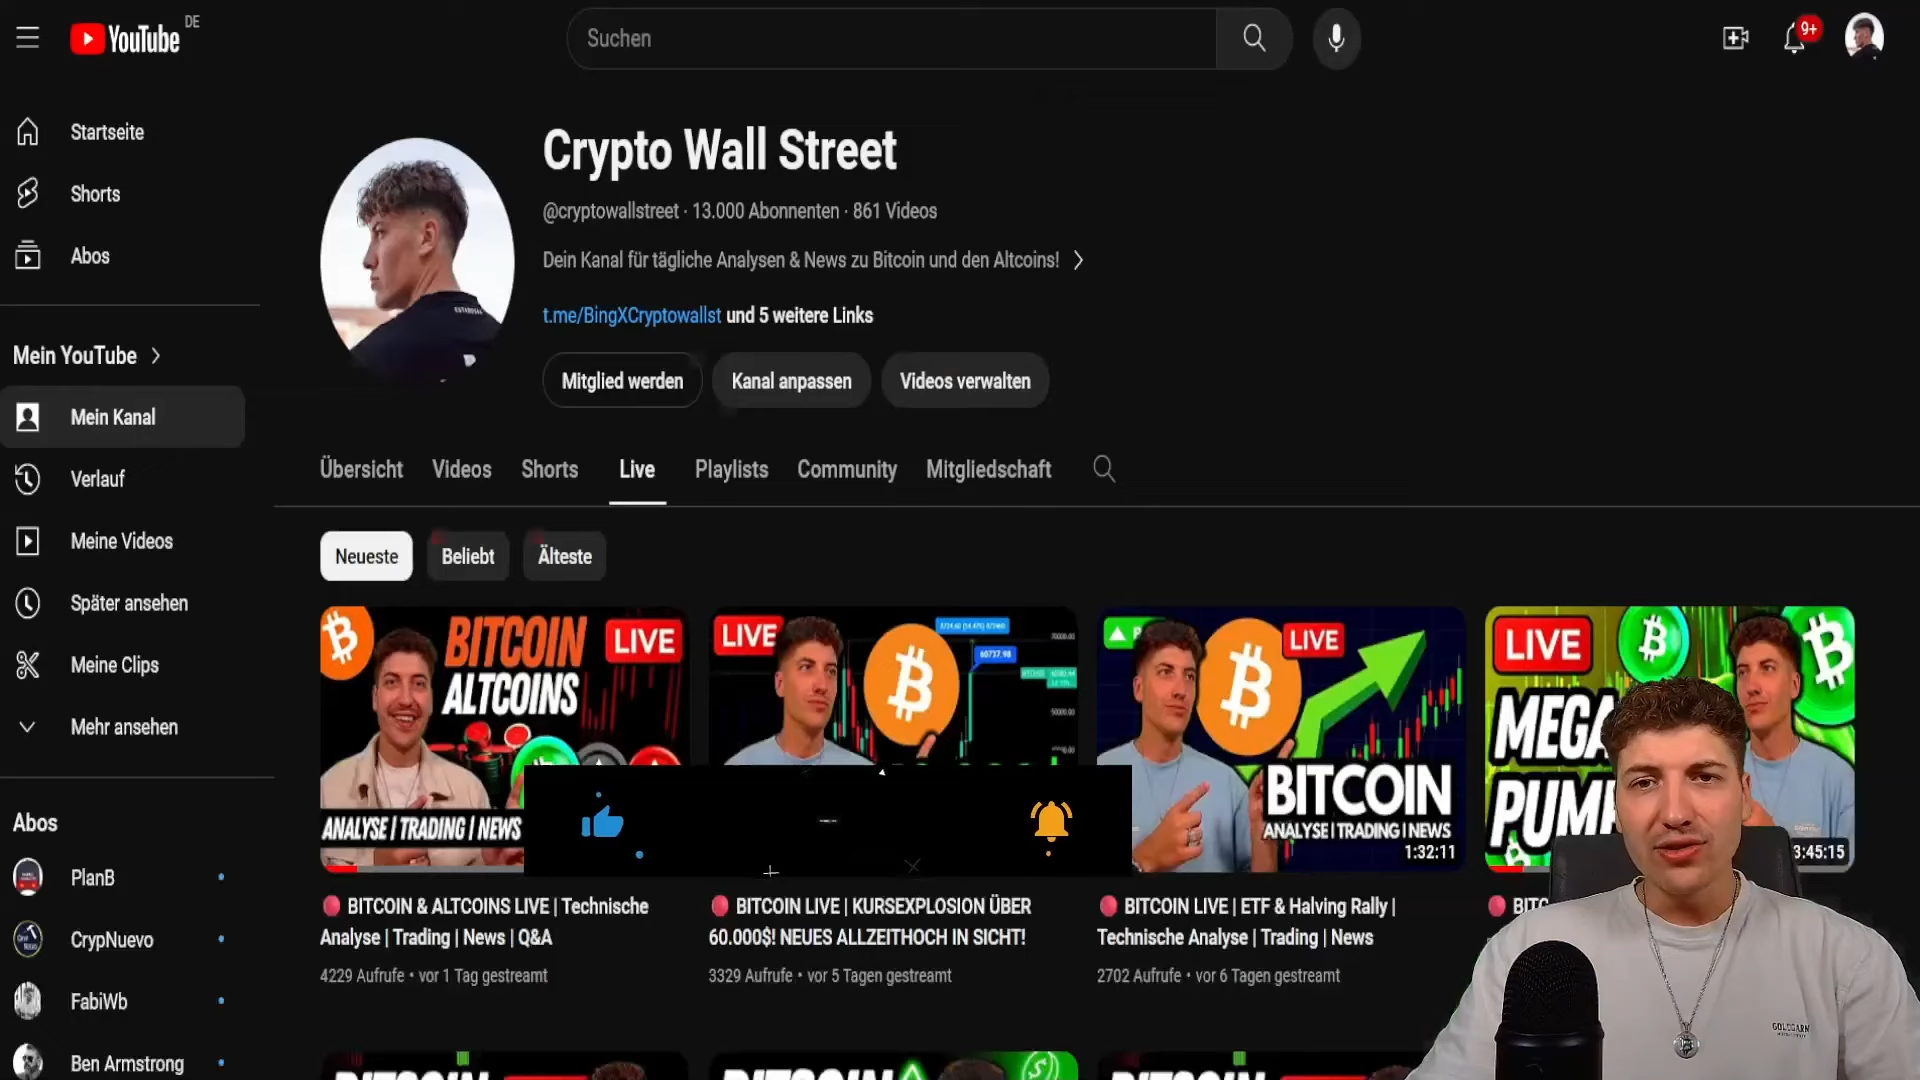 YouTube DE
Suchen
9+
Startseite
Shorts
Abos
Mein YouTube
Mein Kanal
Verlauf
Meine Videos
Später ansehen
Meine Clips
Mehr ansehen
Abos
PlanB
CrypNuevo
FabiWb
Ben Armstrong
Crypto Wall Street
@cryptowallstreet · 13.000 Abonnenten · 861 Videos
Dein Kanal für tägliche Analysen & News zu Bitcoin und den Altcoins!
t.me/BingXCryptowallst und 5 weitere Links
Mitglied werden
Kanal anpassen
Videos verwalten
Übersicht
Videos
Shorts
Live
Playlists
Community
Mitgliedschaft
Neueste
Beliebt
Älteste
BITCOIN
ALTCOINS
LIVE
ANALYSE | TRADING | NEWS
BITCOIN & ALTCOINS LIVE | Technische
Analyse | Trading | News | Q&A
4229 Aufrufe • vor 1 Tag gestreamt
LIVE
60737.98
BITCOIN LIVE | KURSEXPLOSION ÜBER
60.000$! NEUES ALLZEITHOCH IN SICHT!
3329 Aufrufe • vor 5 Tagen gestreamt
LIVE
BITCOIN
ANALYSE | TRADING | NEWS
1:32:11
BITCOIN LIVE | ETF & Halving Rally |
Technische Analyse | Trading | News
2702 Aufrufe • vor 6 Tagen gestreamt
LIVE
MEGA
PUMP
3:45:15
BITC
GOLDGARN
BITCOIN
BITCOIN
BITCOIN